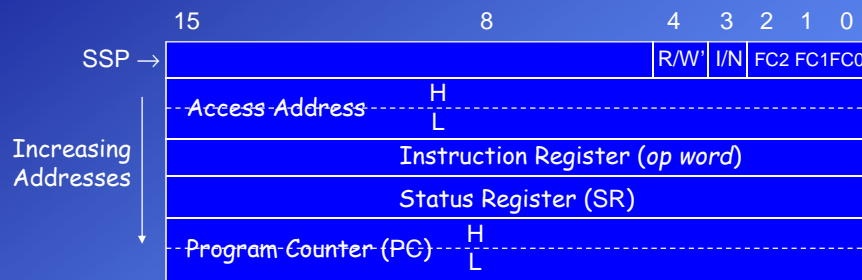 15 8 4 3 2 1 0
SSP → R/W' I/N FC2 FC1FC0
H
Access Address
L
Increasing
Addresses
Instruction Register (op word)
Status Register (SR)
H
Program Counter (PC)
L